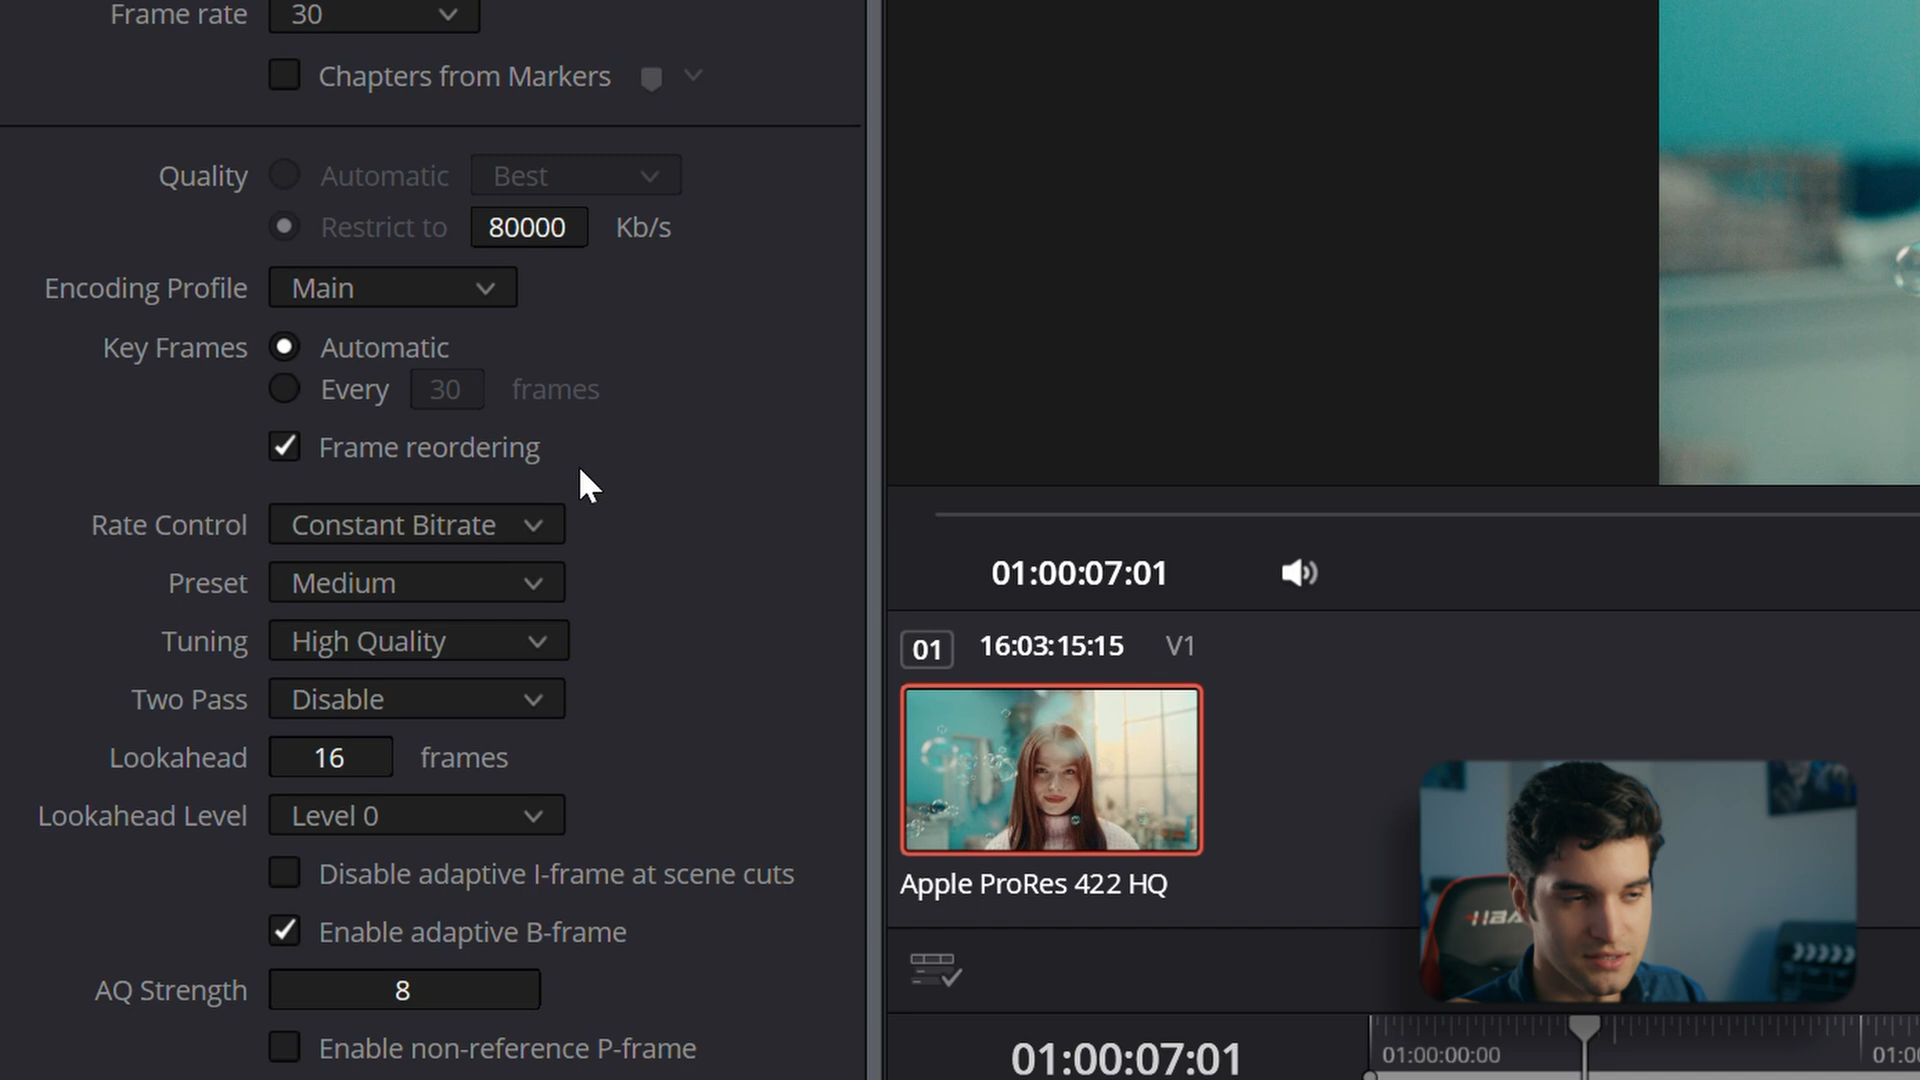 Frame rate 30
Chapters from Markers
Quality Automatic Best
Restrict to 80000 Kb/s
Encoding Profile Main
Key Frames Automatic
Every 30 frames
Frame reordering
Rate Control Constant Bitrate
Preset Medium
Tuning High Quality
Two Pass Disable
Lookahead 16 frames
Lookahead Level Level 0
Disable adaptive I-frame at scene cuts
Enable adaptive B-frame
AQ Strength 8
Enable non-reference P-frame
01:00:07:01
01 16:03:15:15 V1
Apple ProRes 422 HQ
01:00:07:01
01:00:00:00